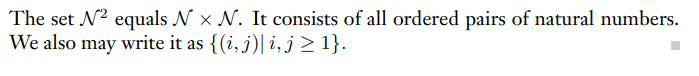 The set 𝒩² equals 𝒩 × 𝒩. It consists of all ordered pairs of natural numbers.
We also may write it as {(i, j)| i, j ≥ 1}.